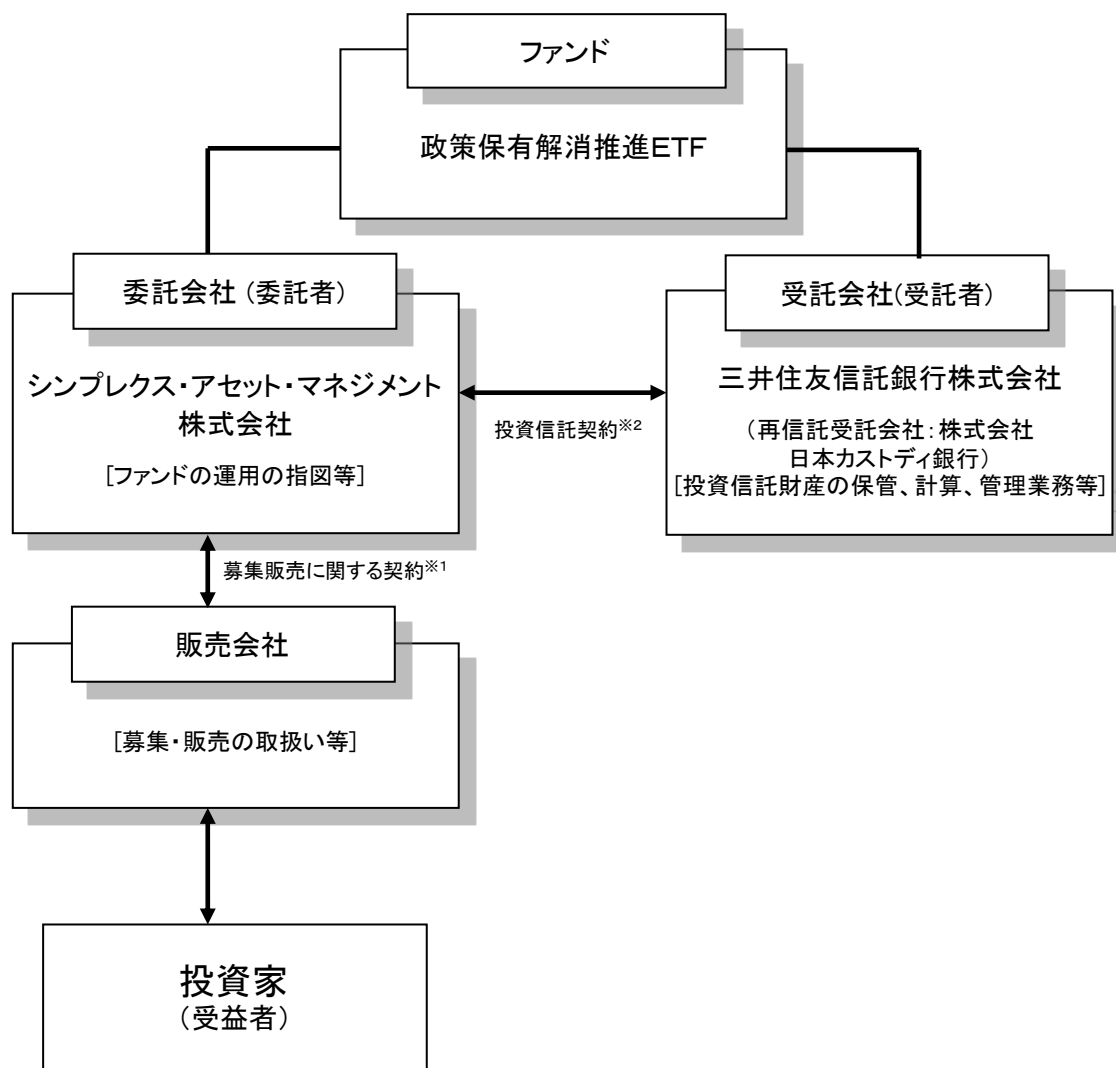 ファンド
政策保有解消推進ETF
委託会社（委託者）
シンプレクス・アセット・マネジメント
株式会社
[ファンドの運用の指図等]
投資信託契約※2
受託会社(受託者)
三井住友信託銀行株式会社
（再信託受託会社：株式会社
日本カストディ銀行）
[投資信託財産の保管、計算、管理業務等]
募集販売に関する契約※1
販売会社
[募集・販売の取扱い等]
投資家
（受益者）